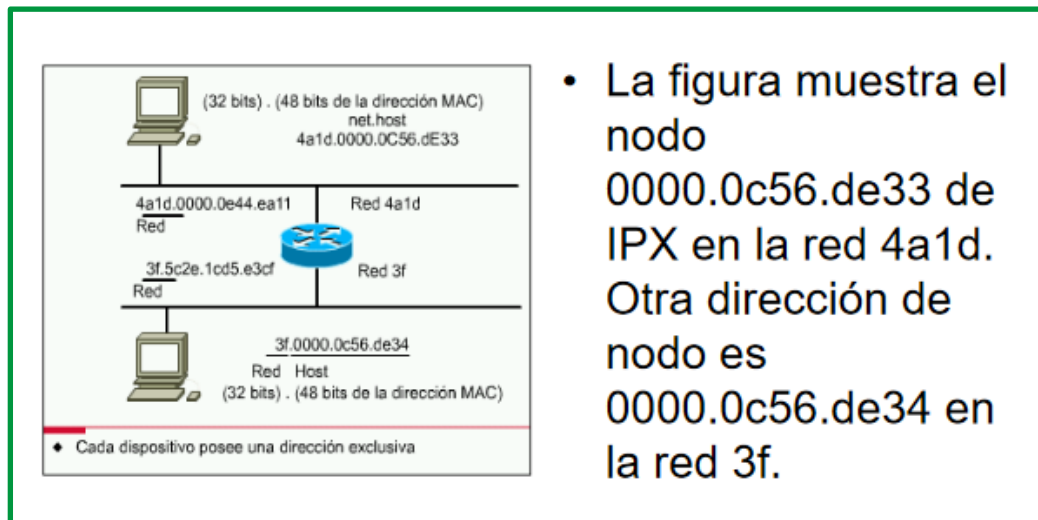 (32 bits) . (48 bits de la dirección MAC)
net.host
4a1d.0000.0C56.dE33
4a1d.0000.0e44.ea11
Red
Red 4a1d
3f.5c2e.1cd5.e3cf
Red
Red 3f
3f.0000.0c56.de34
Red Host
(32 bits) . (48 bits de la dirección MAC)
◆ Cada dispositivo posee una dirección exclusiva
• La figura muestra el
nodo
0000.0c56.de33 de
IPX en la red 4a1d.
Otra dirección de
nodo es
0000.0c56.de34 en
la red 3f.